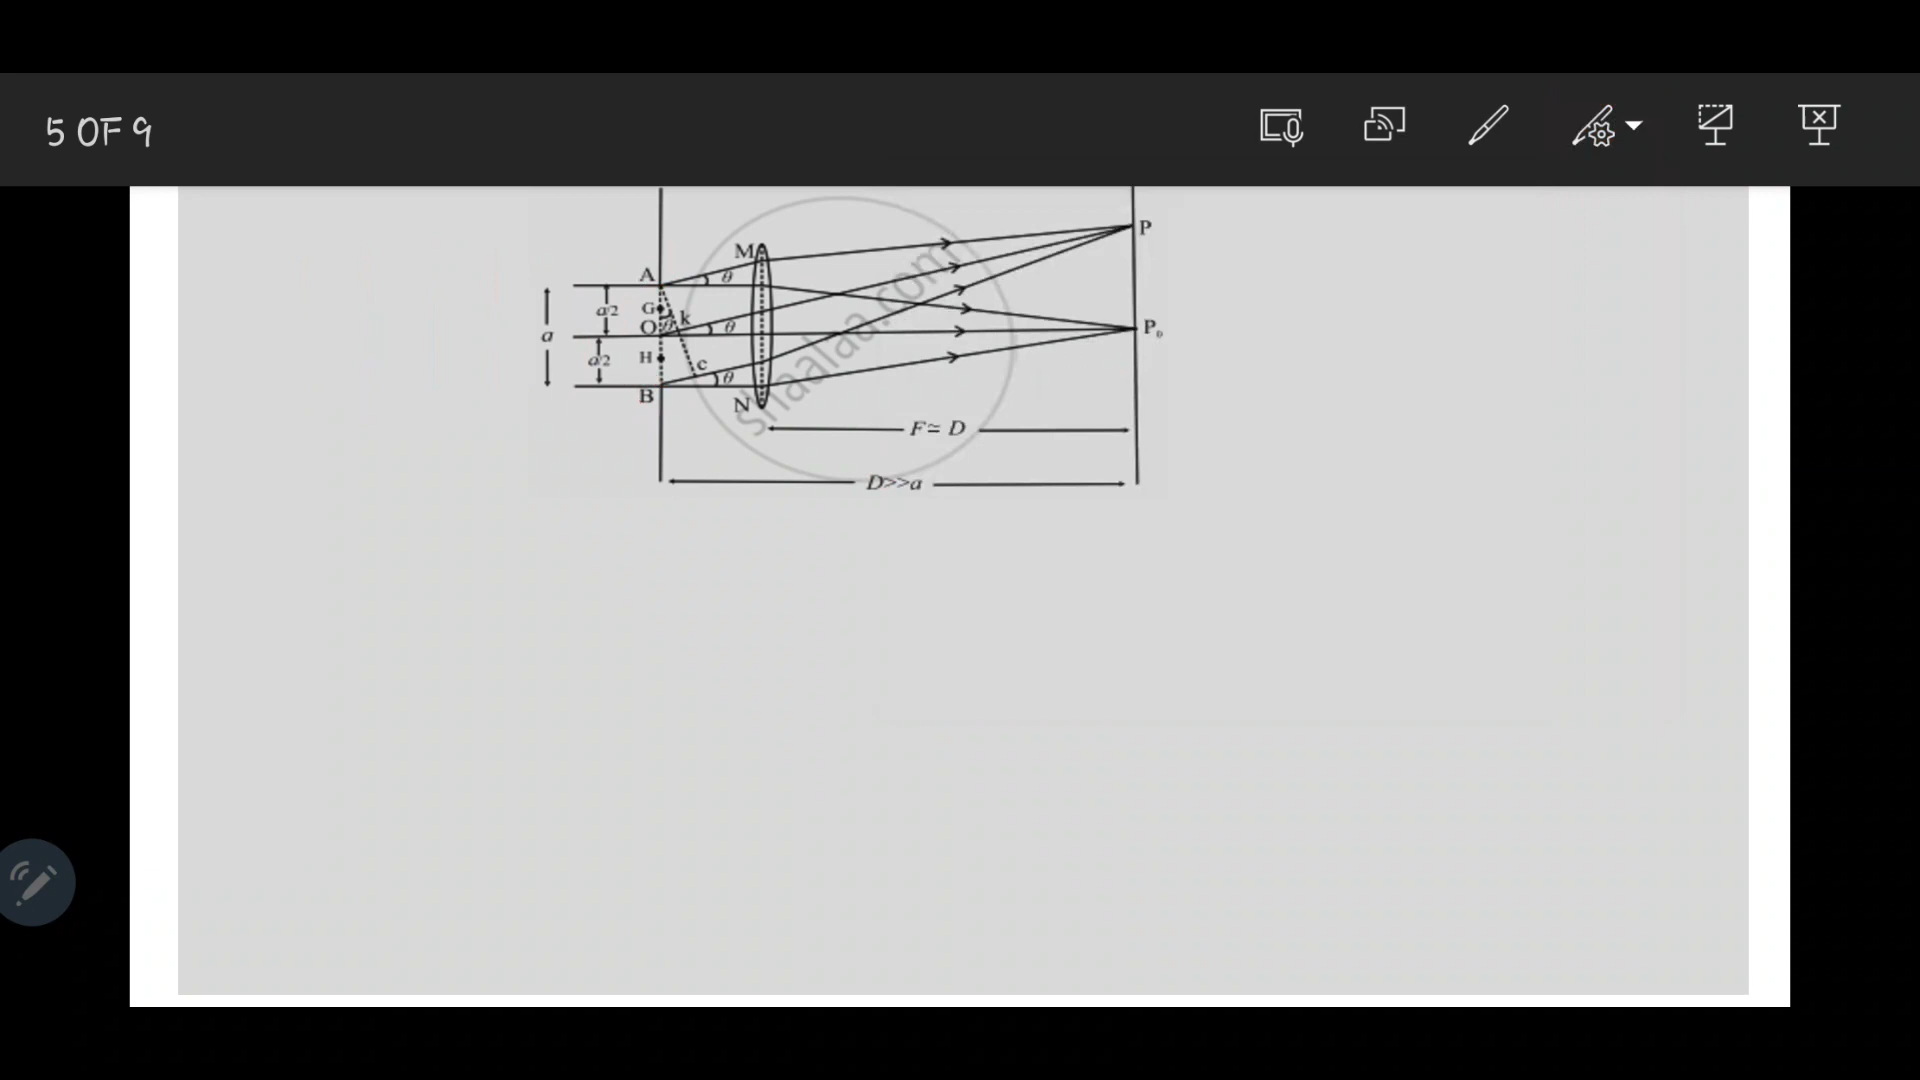 5 OF 9
P
M
A
θ
a/2
G
k
O
θ
θ
a
P₀
a/2
H
c
θ
B
N
shaalaa.com
F ≃ D
D>>a